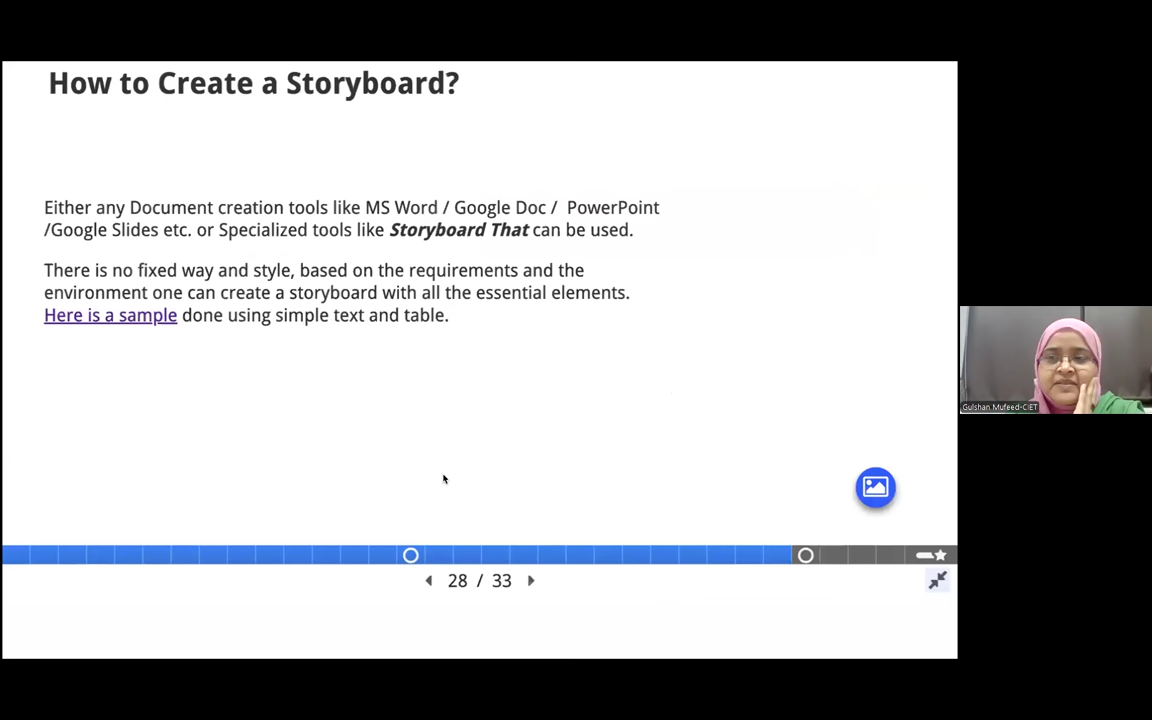 How to Create a Storyboard?
Either any Document creation tools like MS Word / Google Doc /  PowerPoint
/Google Slides etc. or Specialized tools like Storyboard That can be used.
There is no fixed way and style, based on the requirements and the
environment one can create a storyboard with all the essential elements.
Here is a sample done using simple text and table.
Gulshan Mufeed-CIET
28 / 33